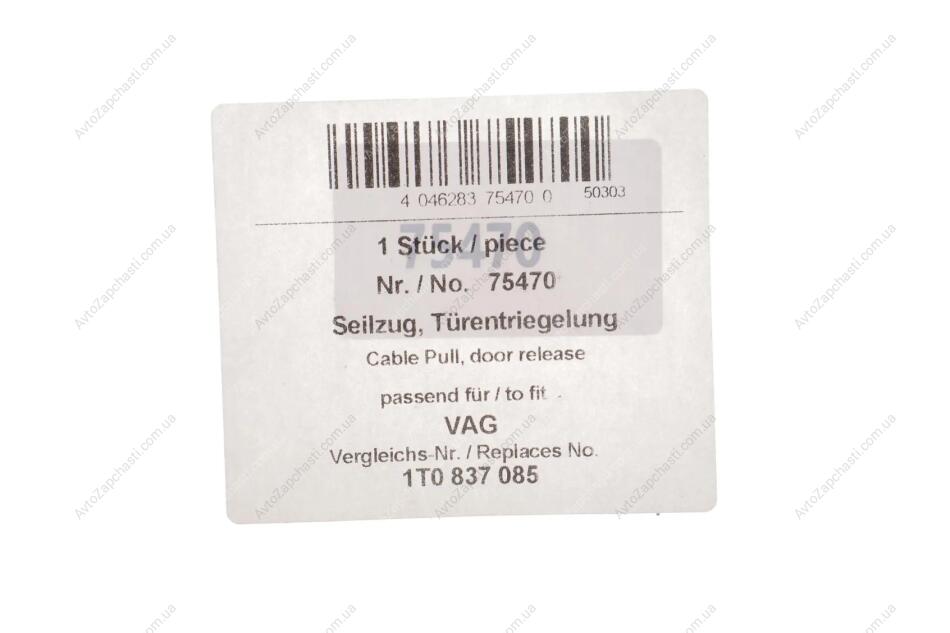 4 046283 75470 0 50303
1 Stück / piece
75470
Nr. / No. 75470
Seilzug, Türentriegelung
Cable Pull, door release
passend für / to fit
VAG
Vergleichs-Nr. / Replaces No.
1T0 837 085
AvtoZapchasti.com.ua